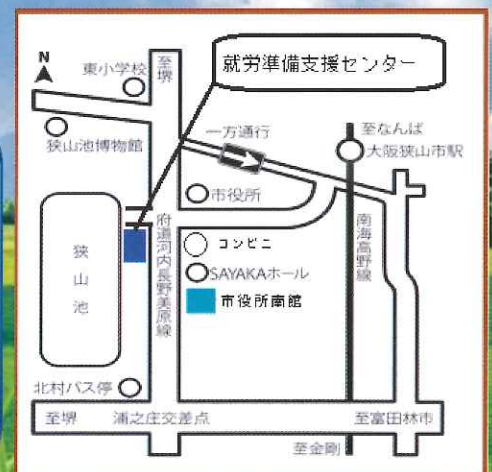 N
至堺
東小学校
就労準備支援センター
狭山池博物館
一方通行
至なんば
大阪狭山市駅
市役所
狭山池
府道河内長野美原線
コンビニ
SAYAKAホール
市役所南館
南海高野線
北村バス停
至堺
浦之庄交差点
至富田林市
至金剛